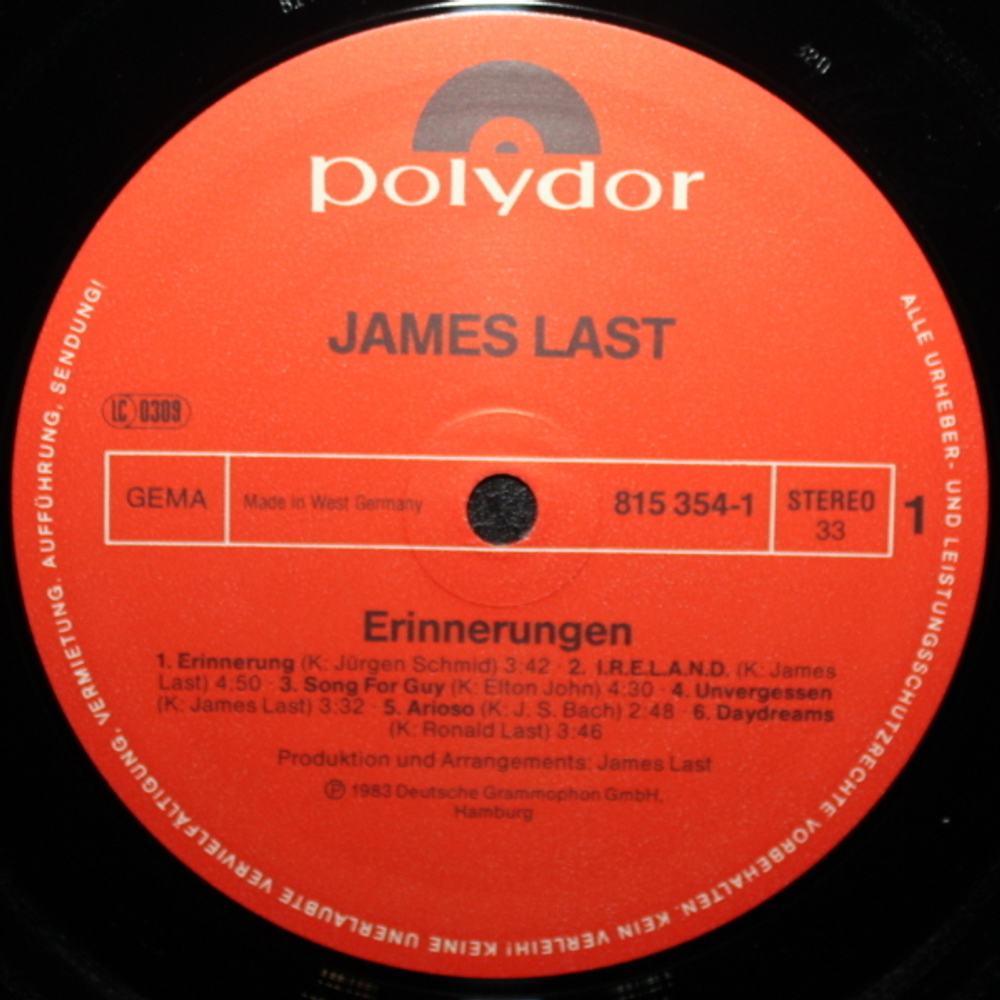 polydor
JAMES LAST
LC 0309
GEMA
Made in West Germany
815 354-1
STEREO
33
1
Erinnerungen
1. Erinnerung (K: Jürgen Schmid) 3:42 · 2. I.R.E.L.A.N.D. (K: James
Last) 4:50 · 3. Song For Guy (K: Elton John) 4:30 · 4. Unvergessen
(K: James Last) 3:32 · 5. Arioso (K: J. S. Bach) 2:48 · 6. Daydreams
(K: Ronald Last) 3:46
Produktion und Arrangements: James Last
Ⓟ 1983 Deutsche Grammophon GmbH,
Hamburg
ALLE URHEBER- UND LEISTUNGSSCHUTZRECHTE VORBEHALTEN. KEIN VERLEIH! KEINE UNERLAUBTE VERVIELFÄLTIGUNG, VERMIETUNG, AUFFÜHRUNG, SENDUNG!
320